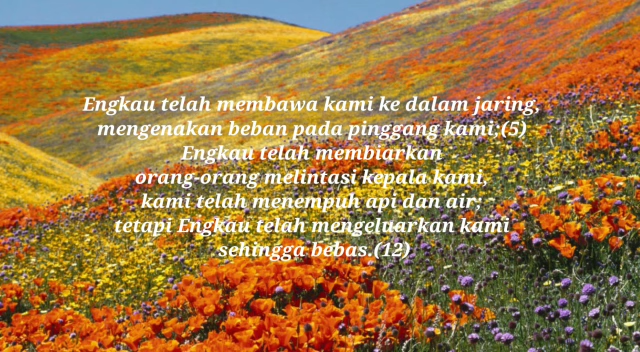 Engkau telah membawa kami ke dalam jaring,
mengenakan beban pada pinggang kami;(5)
Engkau telah membiarkan
orang-orang melintasi kepala kami,
kami telah menempuh api dan air;
tetapi Engkau telah mengeluarkan kami
sehingga bebas.(12)